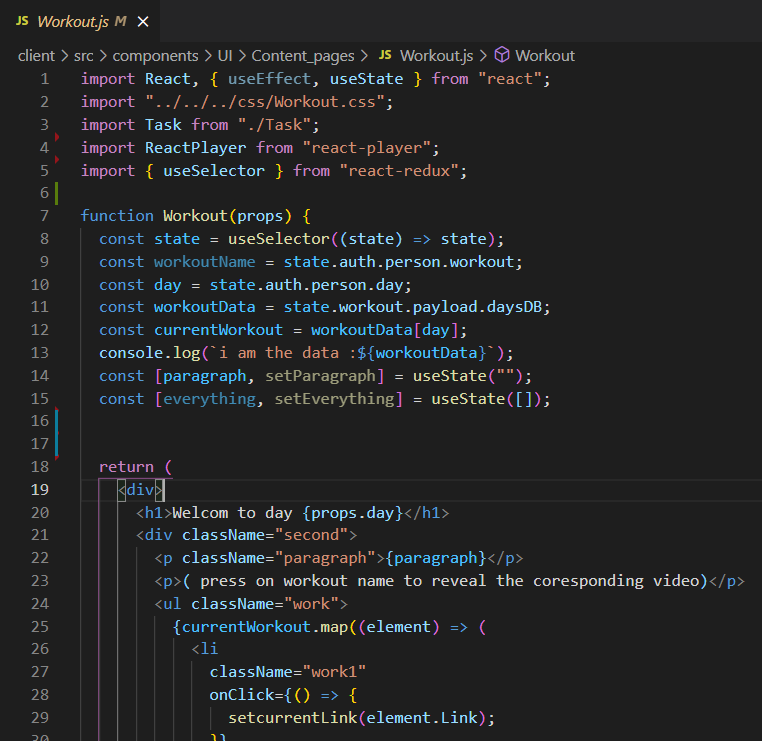 JS Workout.js M ×
client > src > components > UI > Content_pages > JS Workout.js > Workout
1 import React, { useEffect, useState } from "react";
2 import "../../../css/Workout.css";
3 import Task from "./Task";
4 import ReactPlayer from "react-player";
5 import { useSelector } from "react-redux";
6
7 function Workout(props) {
8 const state = useSelector((state) => state);
9 const workoutName = state.auth.person.workout;
10 const day = state.auth.person.day;
11 const workoutData = state.workout.payload.daysDB;
12 const currentWorkout = workoutData[day];
13 console.log(`i am the data :${workoutData}`);
14 const [paragraph, setParagraph] = useState("");
15 const [everything, setEverything] = useState([]);
16
17
18 return (
19 <div>
20 <h1>Welcom to day {props.day}</h1>
21 <div className="second">
22 <p className="paragraph">{paragraph}</p>
23 <p>( press on workout name to reveal the coresponding video)</p>
24 <ul className="work">
25 {currentWorkout.map((element) => (
26 <li
27 className="work1"
28 onClick={() => {
29 setcurrentLink(element.Link);
30 }}